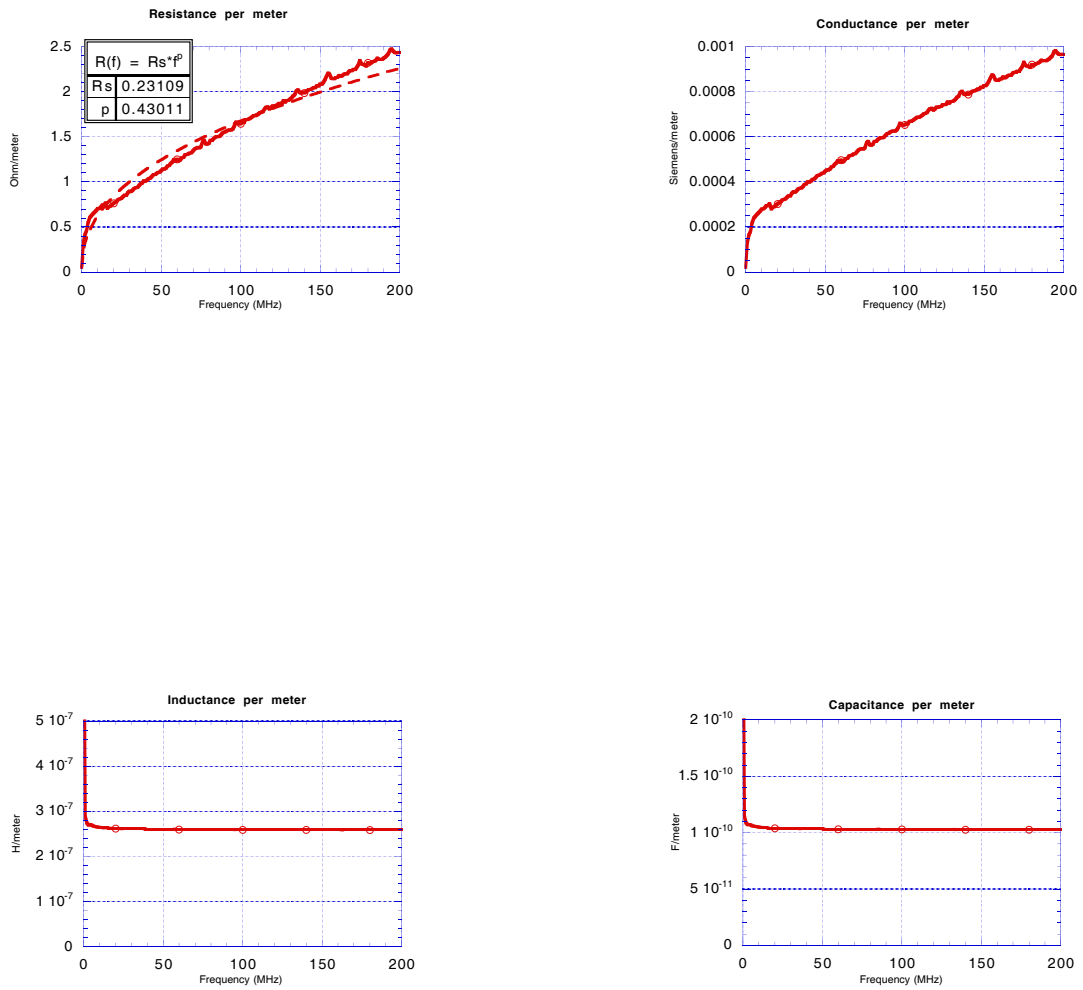 Resistance per meter
2.5
2
1.5
1
0.5
0
Ohm/meter
R(f) = Rs*f^p
Rs 0.23109
p 0.43011
0 50 100 150 200
Frequency (MHz)
Conductance per meter
0.001
0.0008
0.0006
0.0004
0.0002
0
Siemens/meter
0 50 100 150 200
Frequency (MHz)
Inductance per meter
5 10^-7
4 10^-7
3 10^-7
2 10^-7
1 10^-7
0
H/meter
0 50 100 150 200
Frequency (MHz)
Capacitance per meter
2 10^-10
1.5 10^-10
1 10^-10
5 10^-11
0
F/meter
0 50 100 150 200
Frequency (MHz)